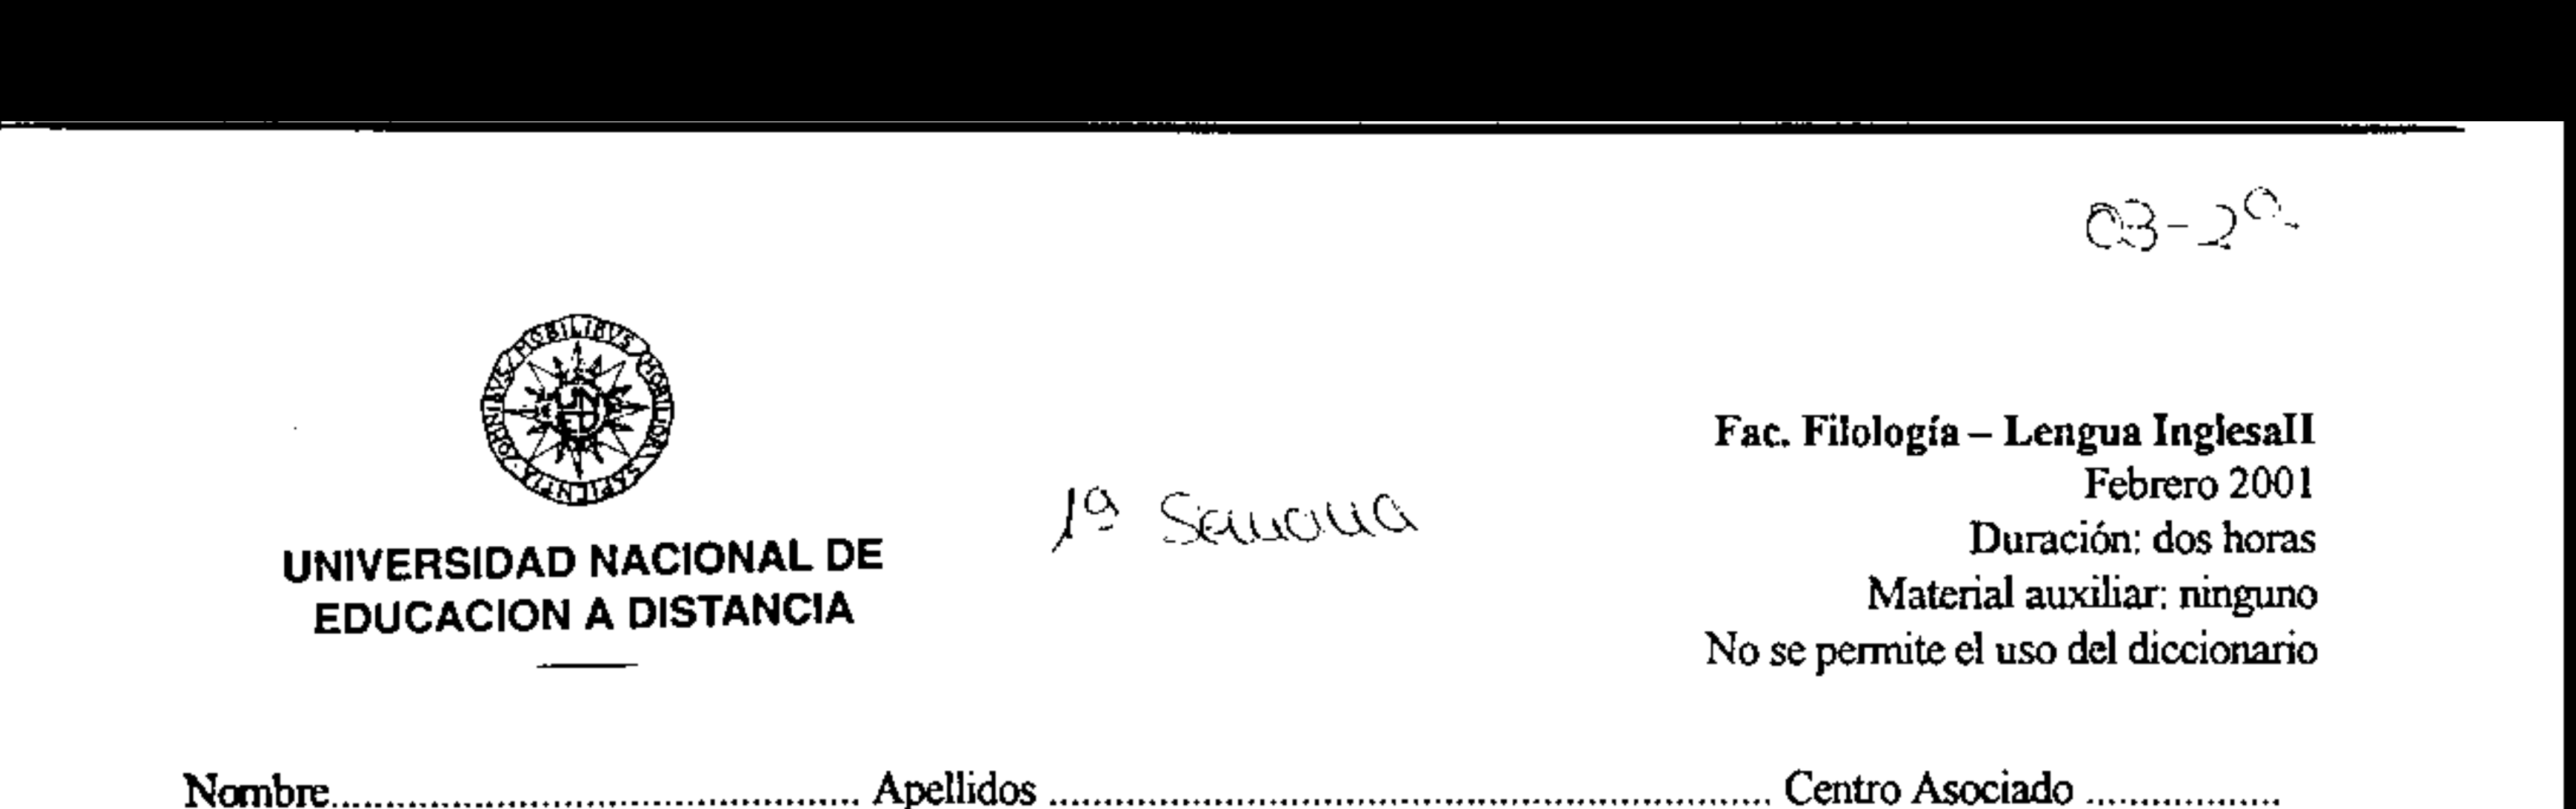 03-2º
OMNIBUS MOBILIBUS MOBILIOR SAPIENTIA
1ª Semana
UNIVERSIDAD NACIONAL DE
EDUCACION A DISTANCIA
Fac. Filología – Lengua InglesaII
Febrero 2001
Duración: dos horas
Material auxiliar: ninguno
No se permite el uso del diccionario
Nombre...................................... Apellidos .................................................... Centro Asociado ..............